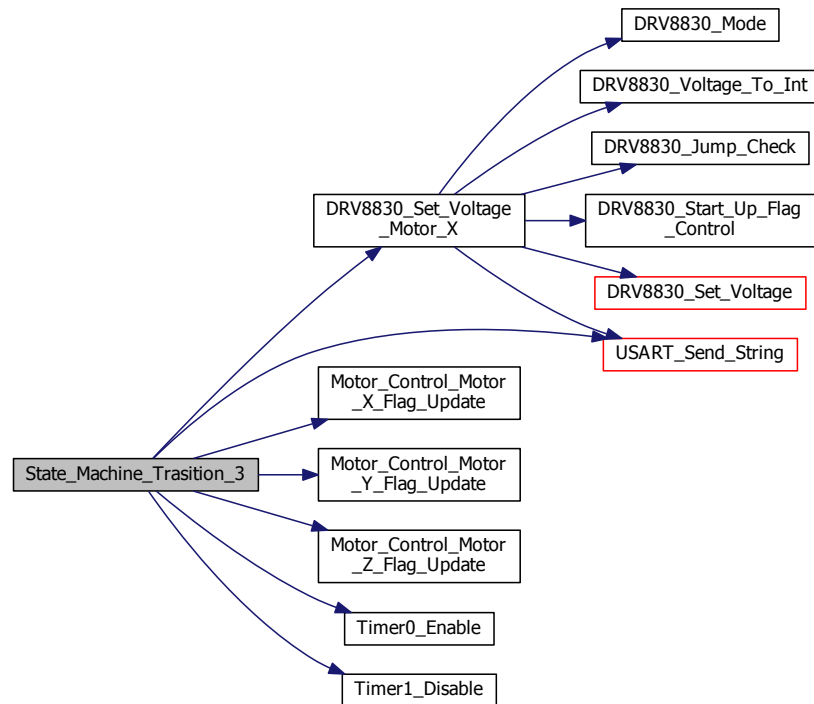 DRV8830_Mode
DRV8830_Voltage_To_Int
DRV8830_Jump_Check
DRV8830_Set_Voltage
_Motor_X
DRV8830_Start_Up_Flag
_Control
DRV8830_Set_Voltage
USART_Send_String
Motor_Control_Motor
_X_Flag_Update
State_Machine_Trasition_3
Motor_Control_Motor
_Y_Flag_Update
Motor_Control_Motor
_Z_Flag_Update
Timer0_Enable
Timer1_Disable